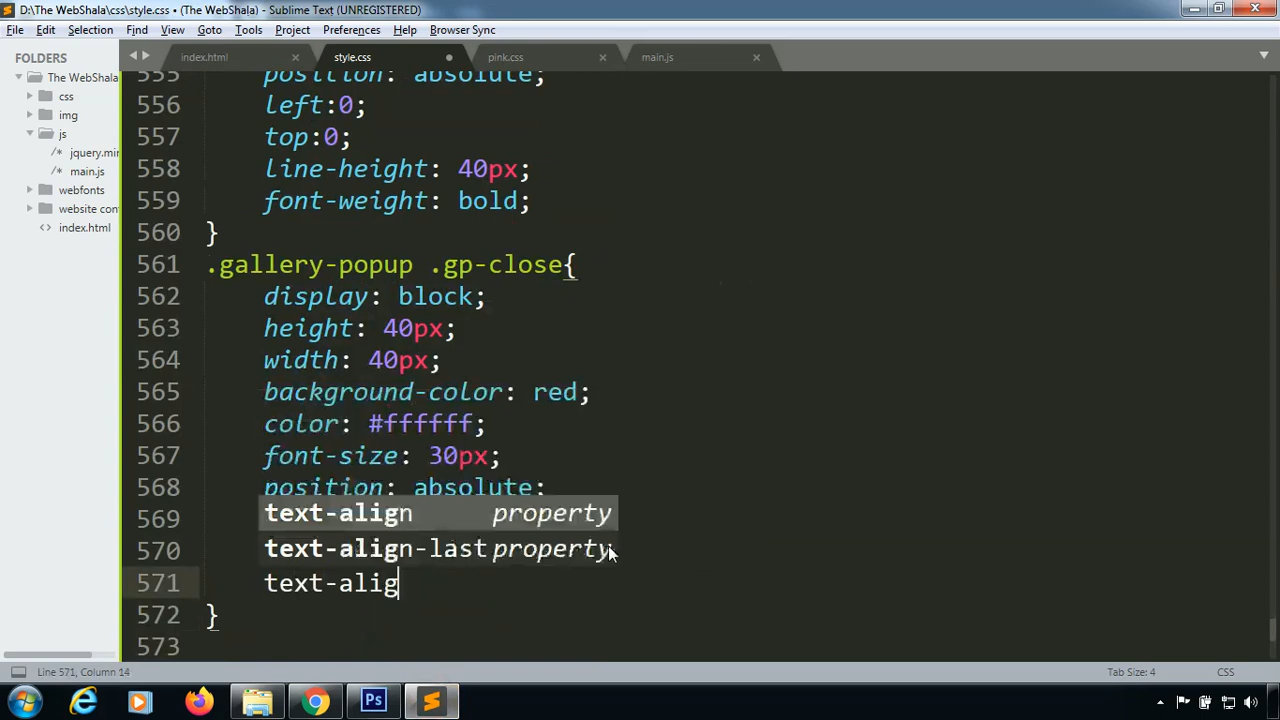 D:\The WebShala\css\style.css • (The WebShala) - Sublime Text (UNREGISTERED)
File Edit Selection Find View Goto Tools Project Preferences Help Browser Sync
FOLDERS
The WebShala
css
img
js
/* jquery.min
/* main.js
webfonts
website con
<> index.html
index.html × style.css • pink.css × main.js ×
555 position: absolute;
556 left:0;
557 top:0;
558 line-height: 40px;
559 font-weight: bold;
560 }
561 .gallery-popup .gp-close{
562 display: block;
563 height: 40px;
564 width: 40px;
565 background-color: red;
566 color: #ffffff;
567 font-size: 30px;
568 position: absolute;
569
570
text-align property
text-align-last property
571 text-alig
572 }
573
Line 571, Column 14 Tab Size: 4 CSS
Ps